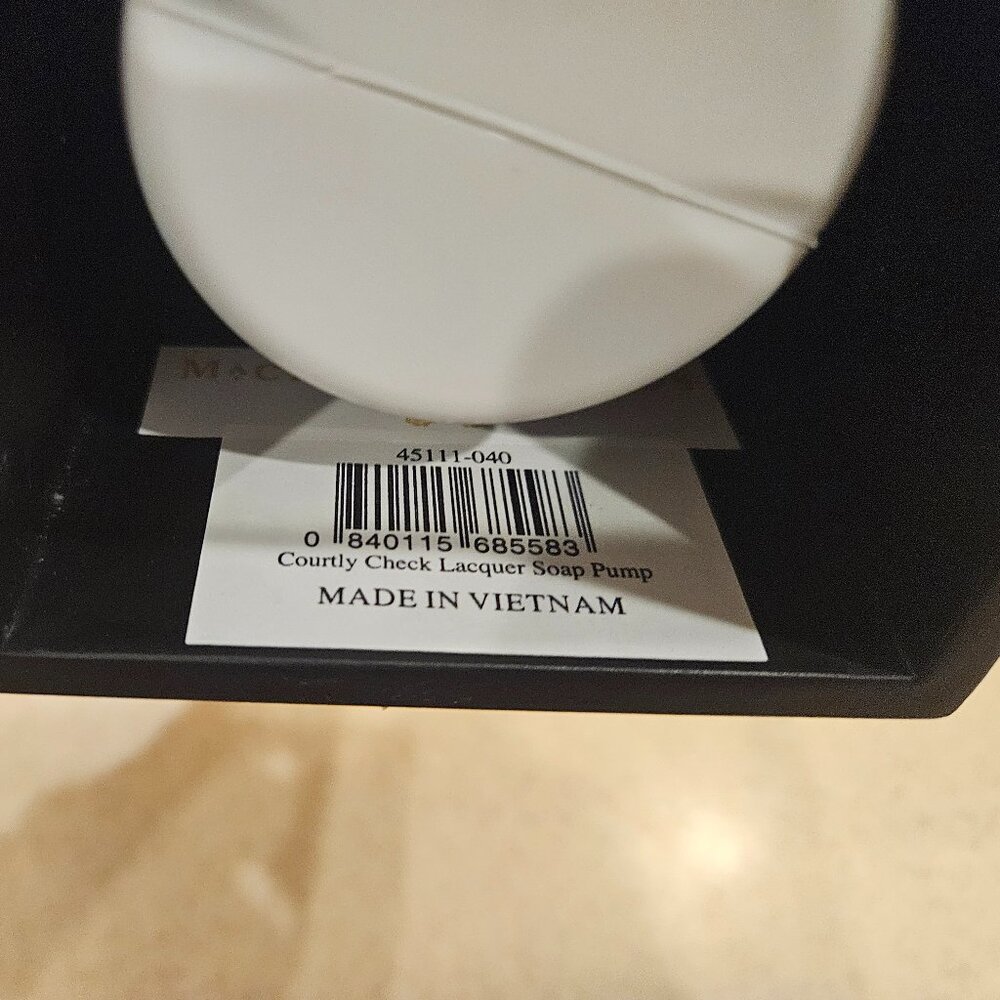 45111-040
0 840115 685583
Courtly Check Lacquer Soap Pump
MADE IN VIETNAM